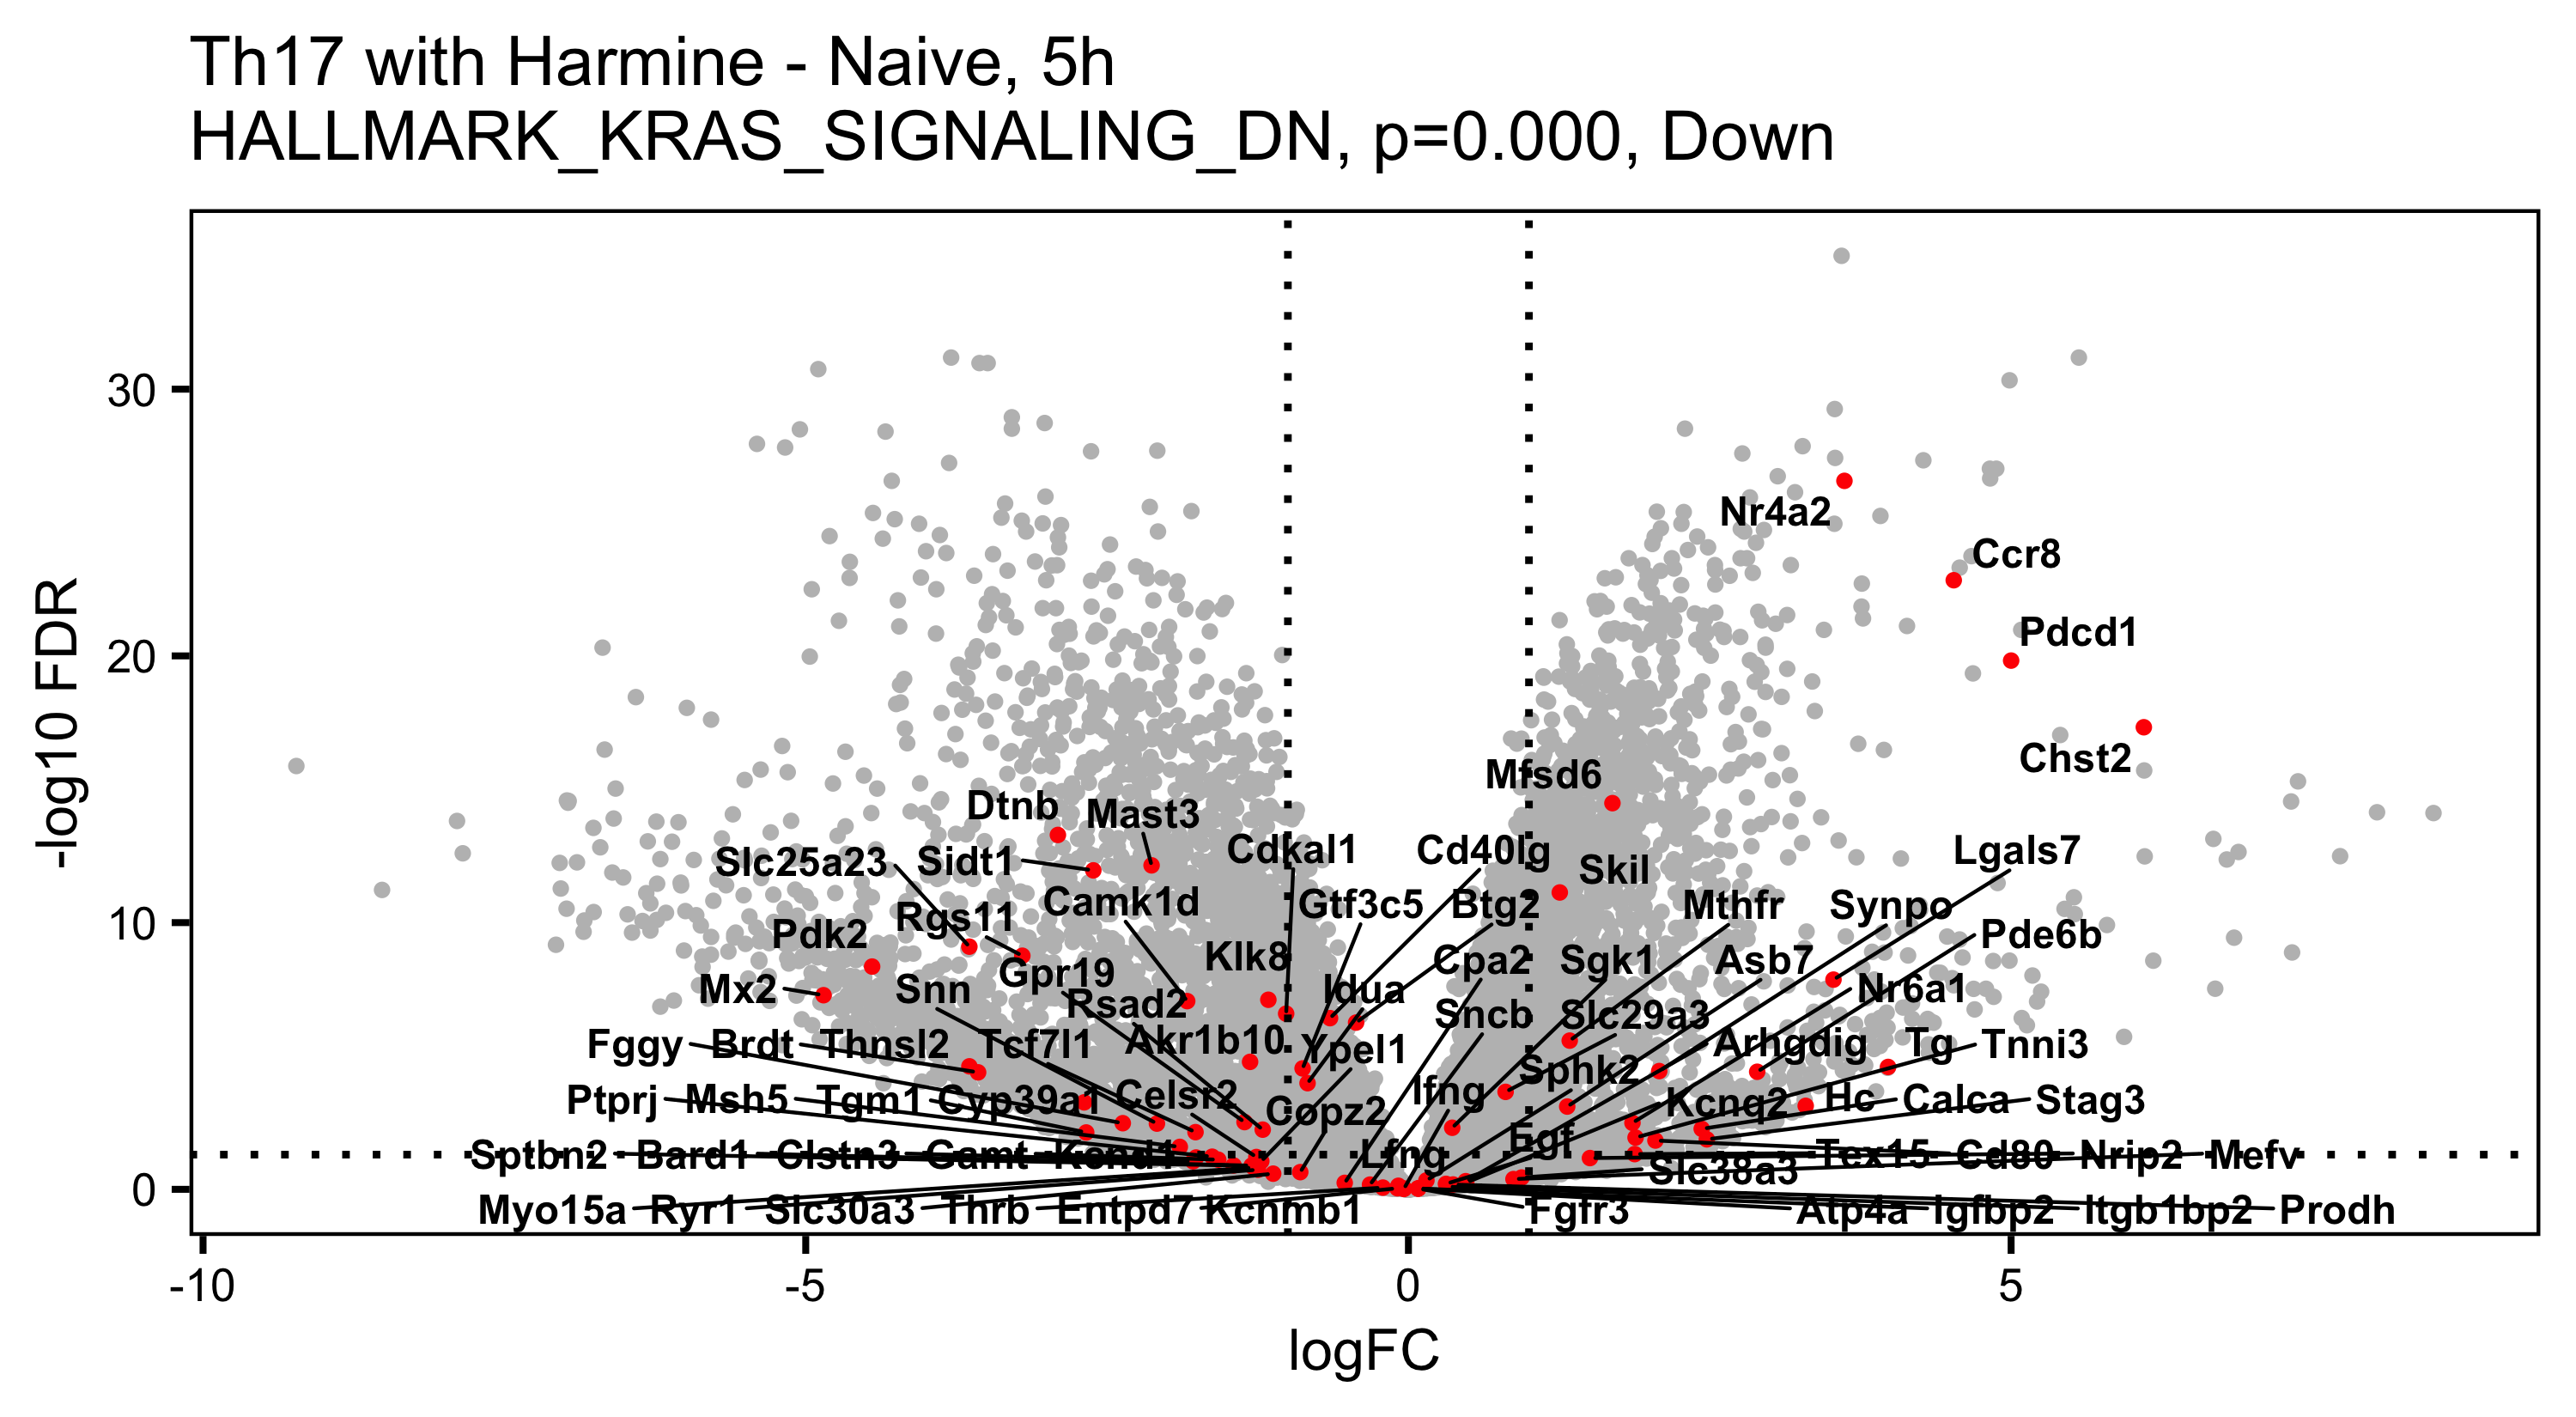 Th17 with Harmine - Naive, 5h
HALLMARK_KRAS_SIGNALING_DN, p=0.000, Down
-log10 FDR
30
20
10
0
Nr4a2
Ccr8
Pdcd1
Chst2
Mfsd6
Dtnb
Mast3
Slc25a23
Sidt1
Cdkal1
Cd40lg
Skil
Lgals7
Camk1d
Gtf3c5
Btg2
Mthfr
Synpo
Rgs11
Pdk2
Klk8
Cpa2
Sgk1
Asb7
Pde6b
Gpr19
Mx2
Snn
Rsad2
Idua
Sncb
Slc29a3
Nr6a1
Fggy
Brdt
Thnsl2
Tcf7l1
Akr1b10
Ypel1
Sphk2
Arhgdig
Tg
Tnni3
Ptprj
Msh5
Tgm1
Cyp39a1
Celsr2
Copz2
Ifng
Kcnq2
Hc
Calca
Stag3
Sptbn2
Bard1
Clstn3
Gamt
Kcnd1
Lfng
Egf
Slc38a3
Tex15
Cd80
Nrip2
Mefv
Myo15a
Ryr1
Slc30a3
Thrb
Entpd7
Kcnmb1
Fgfr3
Atp4a
Igfbp2
Itgb1bp2
Prodh
-10
-5
0
5
logFC